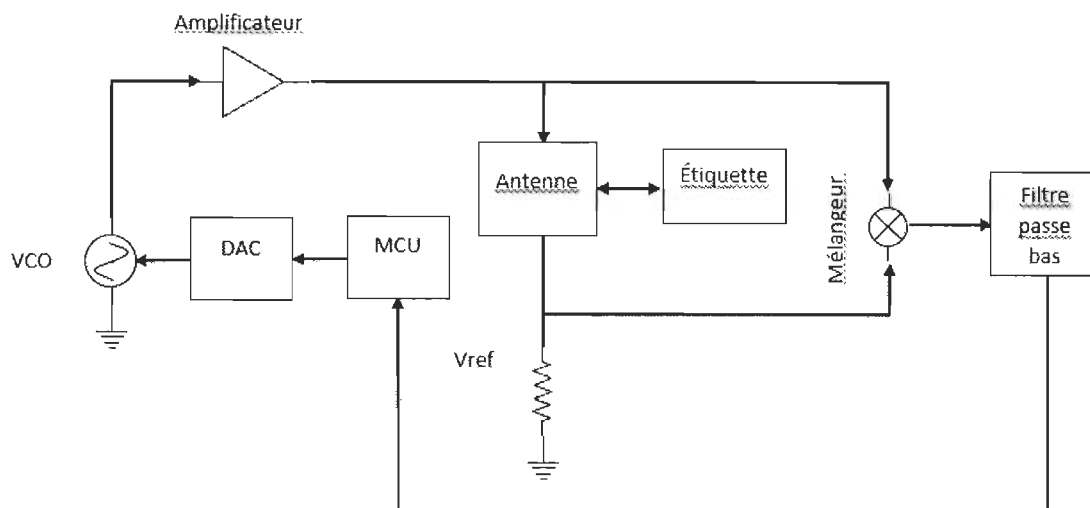 Amplificateur
Antenne
Étiquette
Mélangeur
Filtre
passe
bas
VCO
DAC
MCU
Vref